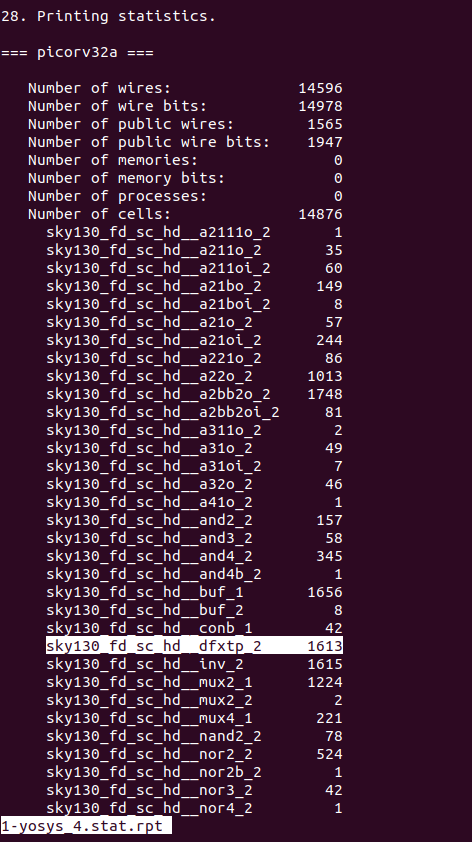 28. Printing statistics.
=== picorv32a ===
Number of wires: 14596
Number of wire bits: 14978
Number of public wires: 1565
Number of public wire bits: 1947
Number of memories: 0
Number of memory bits: 0
Number of processes: 0
Number of cells: 14876
sky130_fd_sc_hd__a2111o_2 1
sky130_fd_sc_hd__a211o_2 35
sky130_fd_sc_hd__a211oi_2 60
sky130_fd_sc_hd__a21bo_2 149
sky130_fd_sc_hd__a21boi_2 8
sky130_fd_sc_hd__a21o_2 57
sky130_fd_sc_hd__a21oi_2 244
sky130_fd_sc_hd__a221o_2 86
sky130_fd_sc_hd__a22o_2 1013
sky130_fd_sc_hd__a2bb2o_2 1748
sky130_fd_sc_hd__a2bb2oi_2 81
sky130_fd_sc_hd__a311o_2 2
sky130_fd_sc_hd__a31o_2 49
sky130_fd_sc_hd__a31oi_2 7
sky130_fd_sc_hd__a32o_2 46
sky130_fd_sc_hd__a41o_2 1
sky130_fd_sc_hd__and2_2 157
sky130_fd_sc_hd__and3_2 58
sky130_fd_sc_hd__and4_2 345
sky130_fd_sc_hd__and4b_2 1
sky130_fd_sc_hd__buf_1 1656
sky130_fd_sc_hd__buf_2 8
sky130_fd_sc_hd__conb_1 42
sky130_fd_sc_hd__dfxtp_2 1613
sky130_fd_sc_hd__inv_2 1615
sky130_fd_sc_hd__mux2_1 1224
sky130_fd_sc_hd__mux2_2 2
sky130_fd_sc_hd__mux4_1 221
sky130_fd_sc_hd__nand2_2 78
sky130_fd_sc_hd__nor2_2 524
sky130_fd_sc_hd__nor2b_2 1
sky130_fd_sc_hd__nor3_2 42
sky130_fd_sc_hd__nor4_2 1
1-yosys_4.stat.rpt